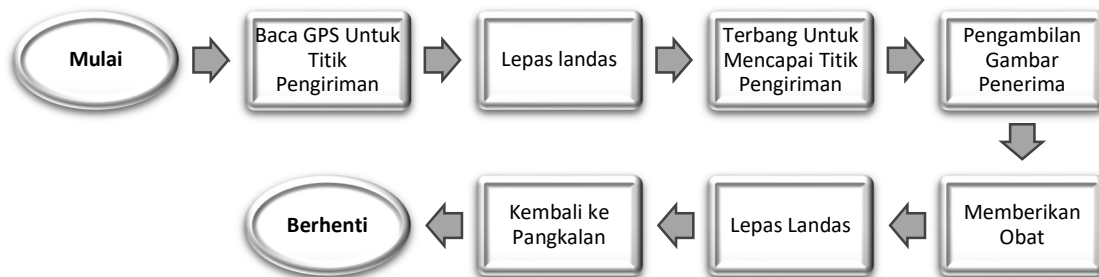 Mulai
Baca GPS Untuk
Titik
Pengiriman
Lepas landas
Terbang Untuk
Mencapai Titik
Pengiriman
Pengambilan
Gambar
Penerima
Memberikan
Obat
Lepas Landas
Kembali ke
Pangkalan
Berhenti